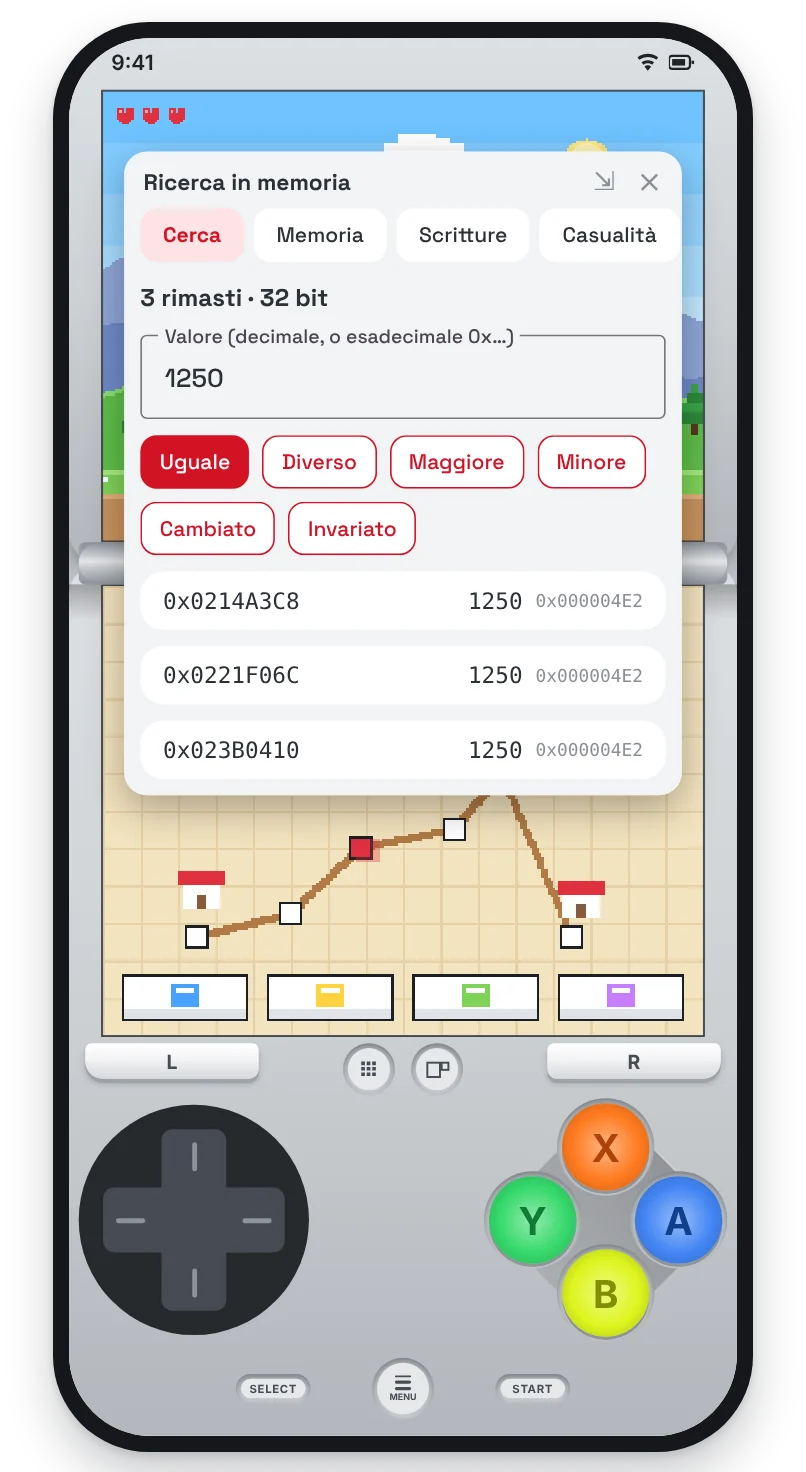 9:41
Ricerca in memoria
Cerca Memoria Scritture Casualità
3 rimasti · 32 bit
Valore (decimale, o esadecimale 0x…)
1250
Uguale Diverso Maggiore Minore
Cambiato Invariato
0x0214A3C8 1250 0x000004E2
0x0221F06C 1250 0x000004E2
0x023B0410 1250 0x000004E2
L R
X
Y A
B
SELECT MENU START